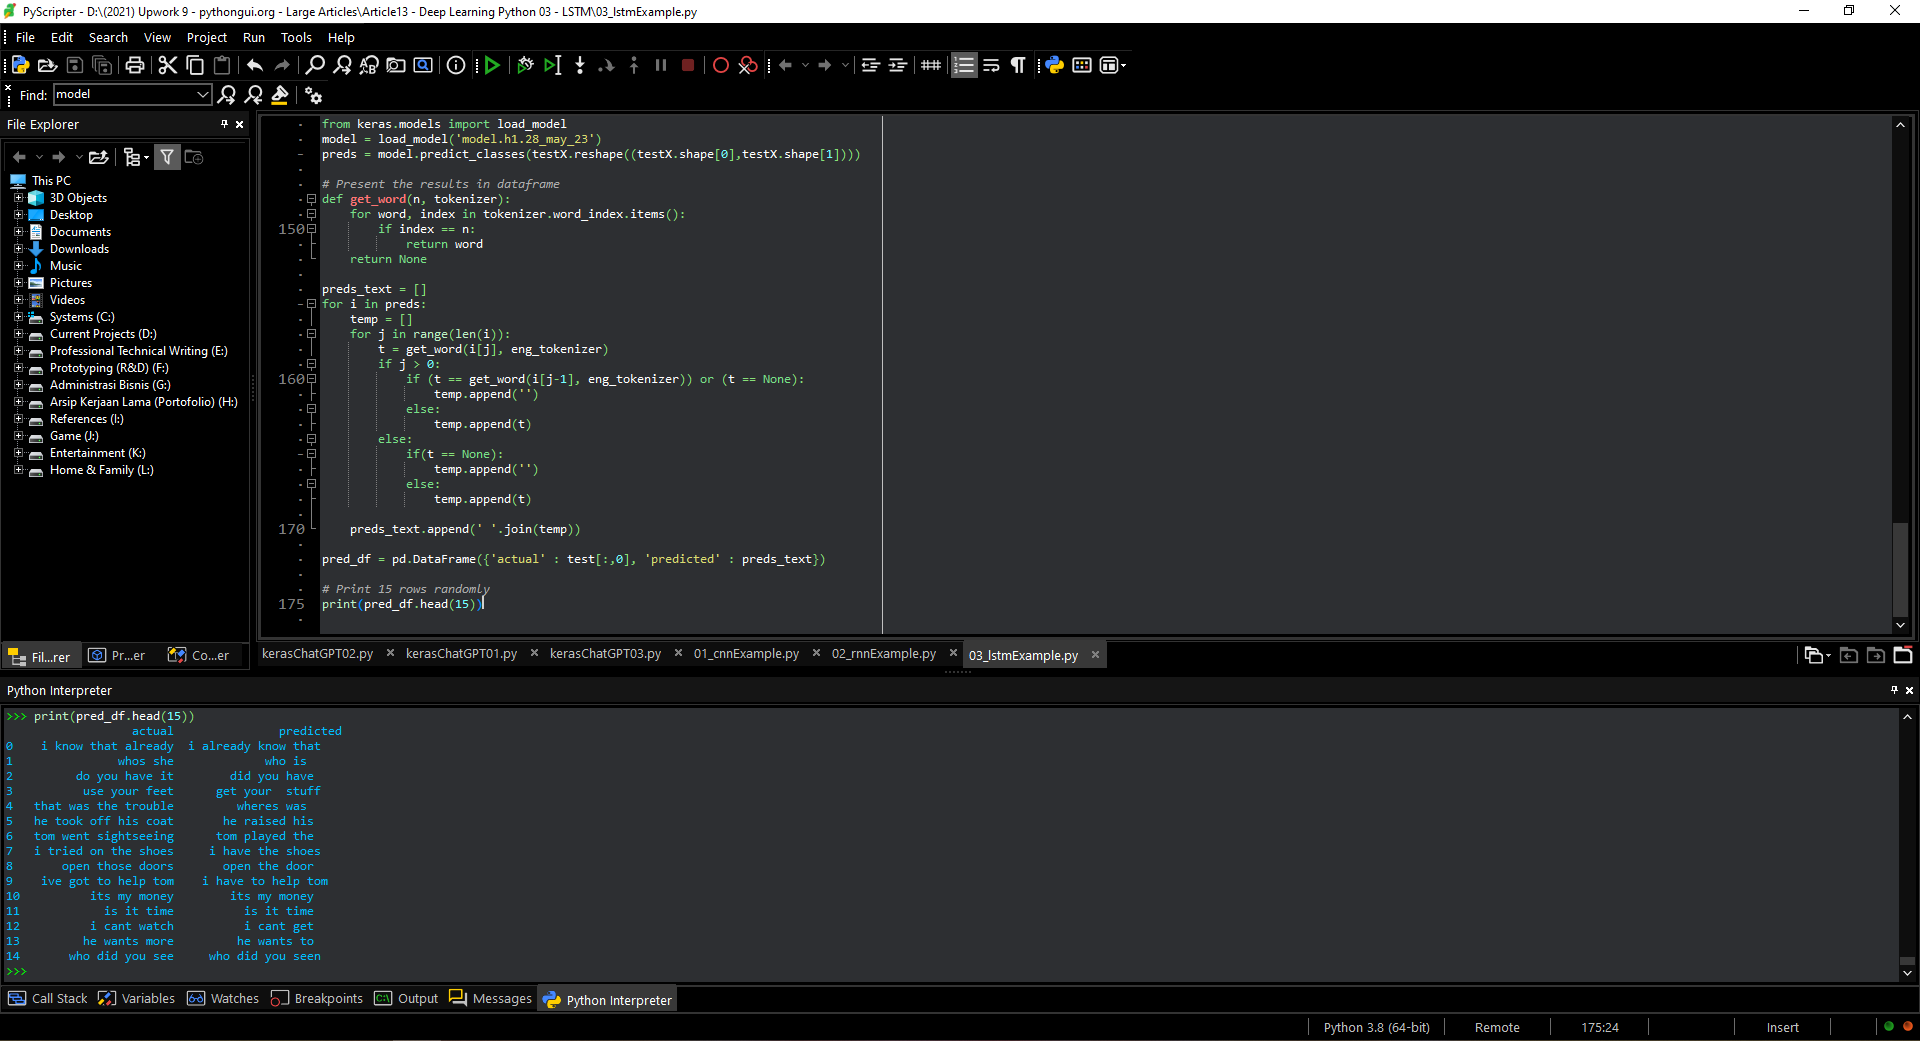 PyScripter - D:\(2021) Upwork 9 - pythongui.org - Large Articles\Article13 - Deep Learning Python 03 - LSTM\03_lstmExample.py
File Edit Search View Project Run Tools Help
Find: model
File Explorer
This PC
3D Objects
Desktop
Documents
Downloads
Music
Pictures
Videos
Systems (C:)
Current Projects (D:)
Professional Technical Writing (E:)
Prototyping (R&D) (F:)
Administrasi Bisnis (G:)
Arsip Kerjaan Lama (Portofolio) (H:)
References (I:)
Game (J:)
Entertainment (K:)
Home & Family (L:)
Fil...rer Pr...er Co...er
from keras.models import load_model
model = load_model('model.h1.28_may_23')
preds = model.predict_classes(testX.reshape((testX.shape[0],testX.shape[1])))
# Present the results in dataframe
def get_word(n, tokenizer):
for word, index in tokenizer.word_index.items():
150 if index == n:
return word
return None
preds_text = []
for i in preds:
temp = []
for j in range(len(i)):
t = get_word(i[j], eng_tokenizer)
if j > 0:
160 if (t == get_word(i[j-1], eng_tokenizer)) or (t == None):
temp.append('')
else:
temp.append(t)
else:
if(t == None):
temp.append('')
else:
temp.append(t)
170 preds_text.append(' '.join(temp))
pred_df = pd.DataFrame({'actual' : test[:,0], 'predicted' : preds_text})
# Print 15 rows randomly
175 print(pred_df.head(15))
kerasChatGPT02.py kerasChatGPT01.py kerasChatGPT03.py 01_cnnExample.py 02_rnnExample.py 03_lstmExample.py
Python Interpreter
>>> print(pred_df.head(15))
actual predicted
0 i know that already i already know that
1 whos she who is
2 do you have it did you have
3 use your feet get your stuff
4 that was the trouble wheres was
5 he took off his coat he raised his
6 tom went sightseeing tom played the
7 i tried on the shoes i have the shoes
8 open those doors open the door
9 ive got to help tom i have to help tom
10 its my money its my money
11 is it time is it time
12 i cant watch i cant get
13 he wants more he wants to
14 who did you see who did you seen
>>>
Call Stack Variables Watches Breakpoints Output Messages Python Interpreter
Python 3.8 (64-bit) Remote 175:24 Insert